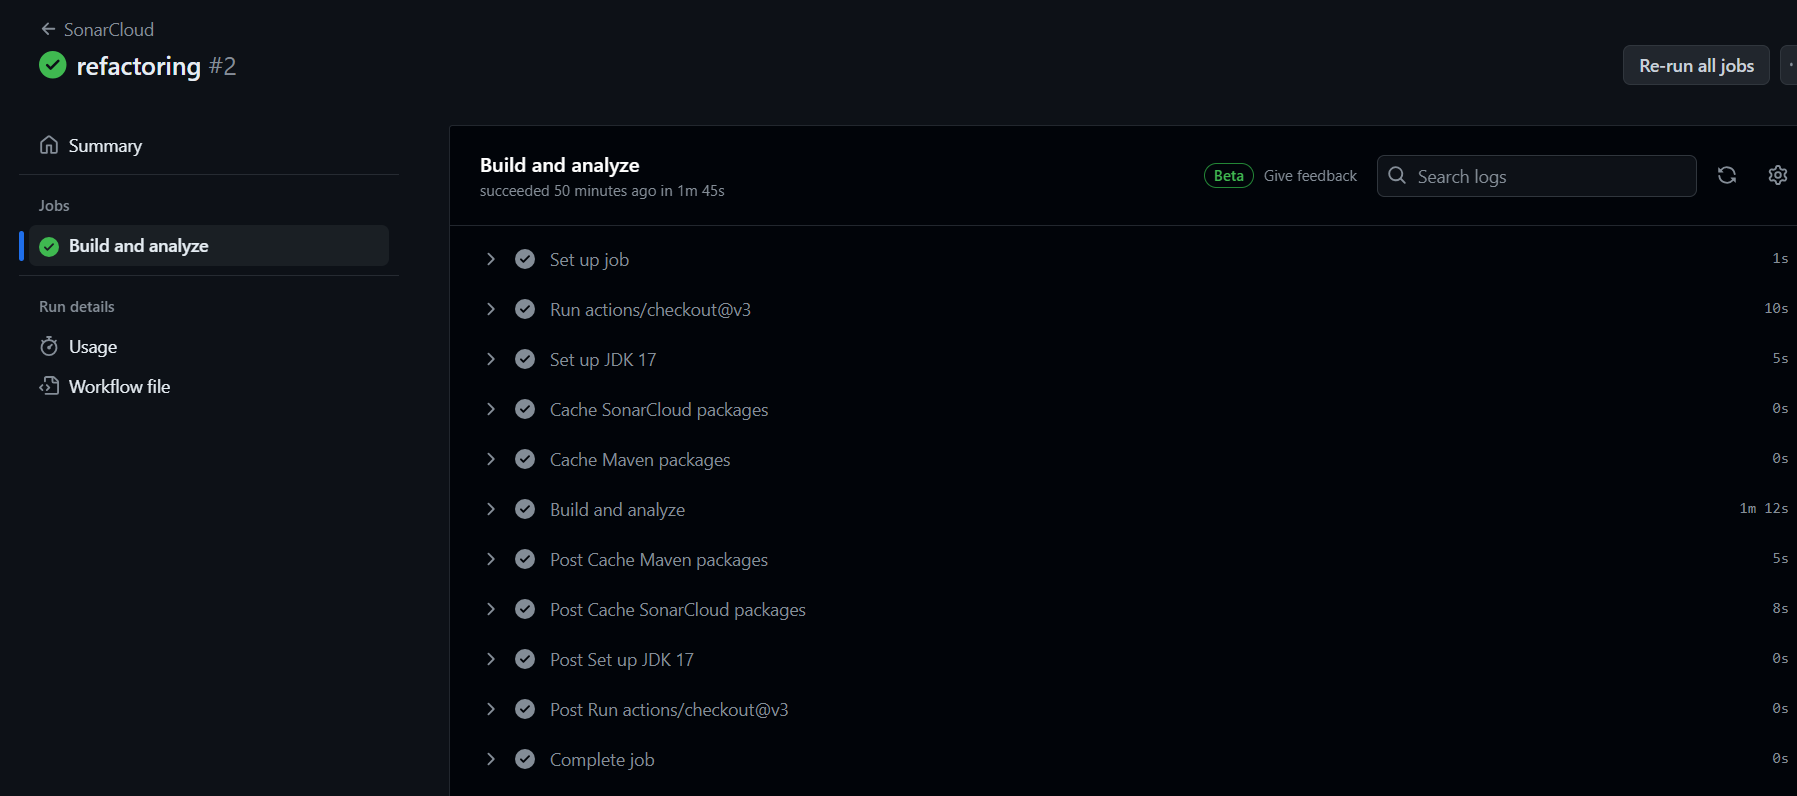 SonarCloud
refactoring #2
Re-run all jobs
Summary
Jobs
Build and analyze
Run details
Usage
Workflow file
Build and analyze
succeeded 50 minutes ago in 1m 45s
Beta Give feedback
Search logs
Set up job 1s
Run actions/checkout@v3 10s
Set up JDK 17 5s
Cache SonarCloud packages 0s
Cache Maven packages 0s
Build and analyze 1m 12s
Post Cache Maven packages 5s
Post Cache SonarCloud packages 8s
Post Set up JDK 17 0s
Post Run actions/checkout@v3 0s
Complete job 0s